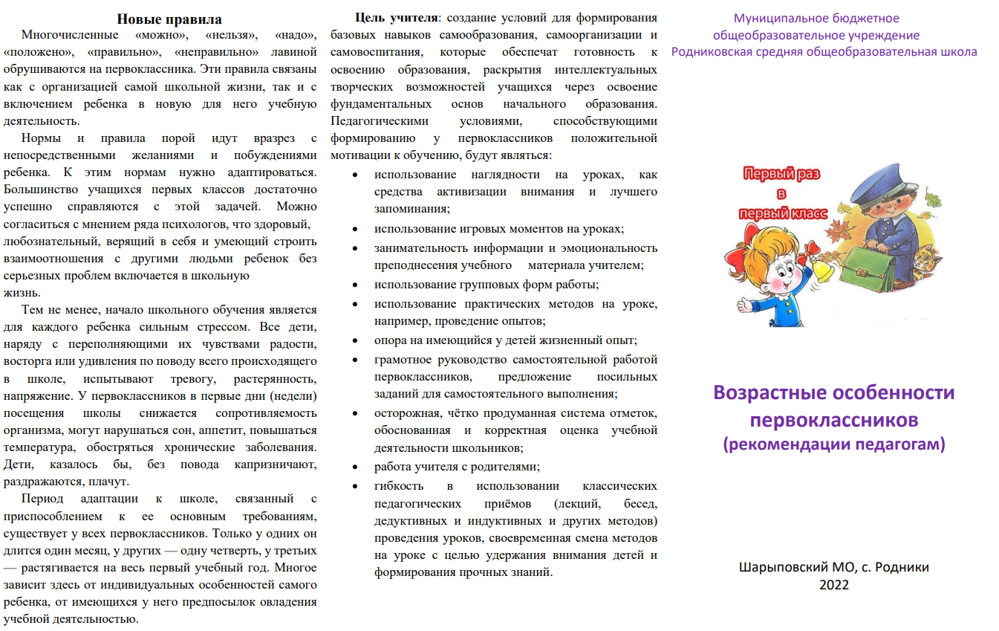 Новые правила
Многочисленные «можно», «нельзя», «надо»,
«положено», «правильно», «неправильно» лавиной
обрушиваются на первоклассника. Эти правила связаны
как с организацией самой школьной жизни, так и с
включением ребенка в новую для него учебную
деятельность.
Нормы и правила порой идут вразрез с
непосредственными желаниями и побуждениями
ребенка. К этим нормам нужно адаптироваться.
Большинство учащихся первых классов достаточно
успешно справляются с этой задачей. Можно
согласиться с мнением ряда психологов, что здоровый,
любознательный, верящий в себя и умеющий строить
взаимоотношения с другими людьми ребенок без
серьезных проблем включается в школьную
жизнь.
Тем не менее, начало школьного обучения является
для каждого ребенка сильным стрессом. Все дети,
наряду с переполняющими их чувствами радости,
восторга или удивления по поводу всего происходящего
в школе, испытывают тревогу, растерянность,
напряжение. У первоклассников в первые дни (недели)
посещения школы снижается сопротивляемость
организма, могут нарушаться сон, аппетит, повышаться
температура, обостряться хронические заболевания.
Дети, казалось бы, без повода капризничают,
раздражаются, плачут.
Период адаптации к школе, связанный с
приспособлением к ее основным требованиям,
существует у всех первоклассников. Только у одних он
длится один месяц, у других — одну четверть, у третьих
— растягивается на весь первый учебный год. Многое
зависит здесь от индивидуальных особенностей самого
ребенка, от имеющихся у него предпосылок овладения
учебной деятельностью.
Цель учителя: создание условий для формирования
базовых навыков самообразования, самоорганизации и
самовоспитания, которые обеспечат готовность к
освоению образования, раскрытия интеллектуальных
творческих возможностей учащихся через освоение
фундаментальных основ начального образования.
Педагогическими условиями, способствующими
формированию у первоклассников положительной
мотивации к обучению, будут являться:
• использование наглядности на уроках, как
средства активизации внимания и лучшего
запоминания;
• использование игровых моментов на уроках;
• занимательность информации и эмоциональность
преподнесения учебного материала учителем;
• использование групповых форм работы;
• использование практических методов на уроке,
например, проведение опытов;
• опора на имеющийся у детей жизненный опыт;
• грамотное руководство самостоятельной работой
первоклассников, предложение посильных
заданий для самостоятельного выполнения;
• осторожная, чётко продуманная система отметок,
обоснованная и корректная оценка учебной
деятельности школьников;
• работа учителя с родителями;
• гибкость в использовании классических
педагогических приёмов (лекций, бесед,
дедуктивных и индуктивных и других методов)
проведения уроков, своевременная смена методов
на уроке с целью удержания внимания детей и
формирования прочных знаний.
Муниципальное бюджетное
общеобразовательное учреждение
Родниковская средняя общеобразовательная школа
Первый раз
в
первый класс
Возрастные особенности
первоклассников
(рекомендации педагогам)
Шарыповский МО, с. Родники
2022